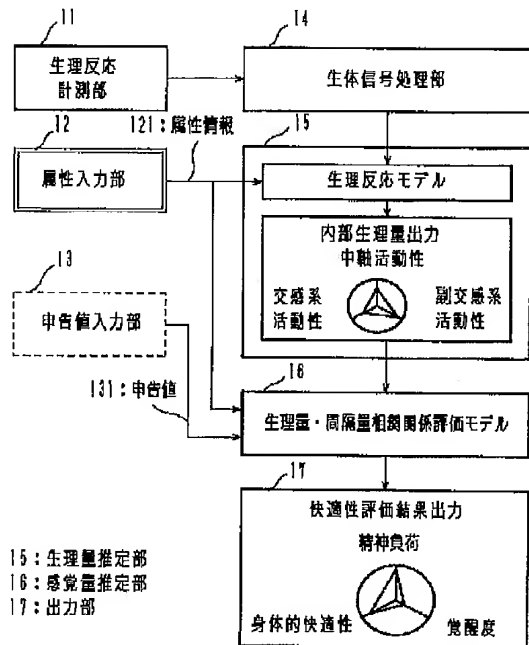 11
生理反応
計測部
14
生体信号処理部
12
121:属性情報
属性入力部
15
生理反応モデル
内部生理量出力
中軸活動性
交感系
活動性
副交感系
活動性
13
申告値入力部
131:申告値
16
生理量・間隔量相関関係評価モデル
17
快適性評価結果出力
精神負荷
身体的快適性
覚醒度
15:生理量推定部
16:感覚量推定部
17:出力部